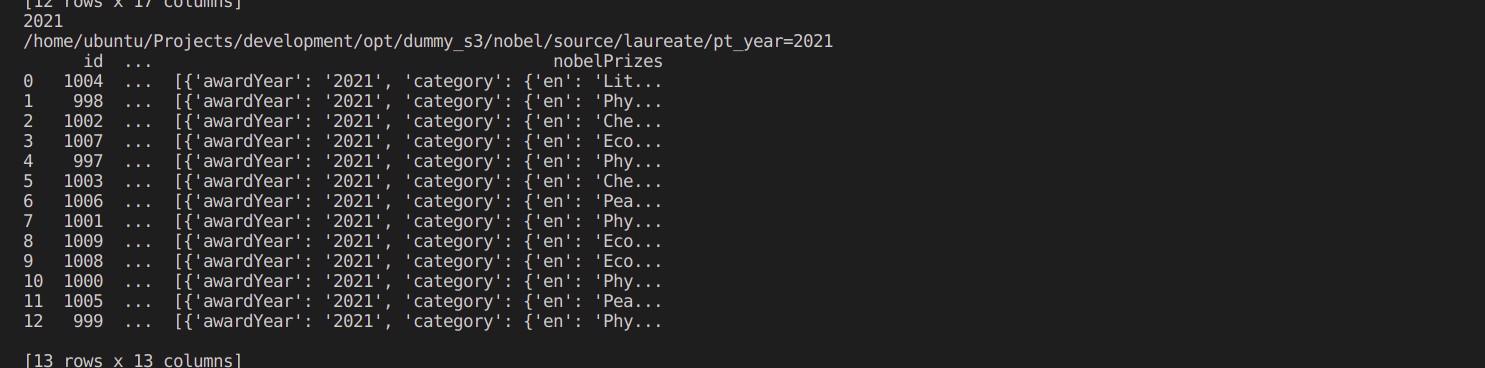 [12 rows x 17 columns]
2021
/home/ubuntu/Projects/development/opt/dummy_s3/nobel/source/laureate/pt_year=2021
id ... nobelPrizes
0 1004 ... [{'awardYear': '2021', 'category': {'en': 'Lit...
1 998 ... [{'awardYear': '2021', 'category': {'en': 'Phy...
2 1002 ... [{'awardYear': '2021', 'category': {'en': 'Che...
3 1007 ... [{'awardYear': '2021', 'category': {'en': 'Eco...
4 997 ... [{'awardYear': '2021', 'category': {'en': 'Phy...
5 1003 ... [{'awardYear': '2021', 'category': {'en': 'Che...
6 1006 ... [{'awardYear': '2021', 'category': {'en': 'Pea...
7 1001 ... [{'awardYear': '2021', 'category': {'en': 'Phy...
8 1009 ... [{'awardYear': '2021', 'category': {'en': 'Eco...
9 1008 ... [{'awardYear': '2021', 'category': {'en': 'Eco...
10 1000 ... [{'awardYear': '2021', 'category': {'en': 'Phy...
11 1005 ... [{'awardYear': '2021', 'category': {'en': 'Pea...
12 999 ... [{'awardYear': '2021', 'category': {'en': 'Phy...
[13 rows x 13 columns]